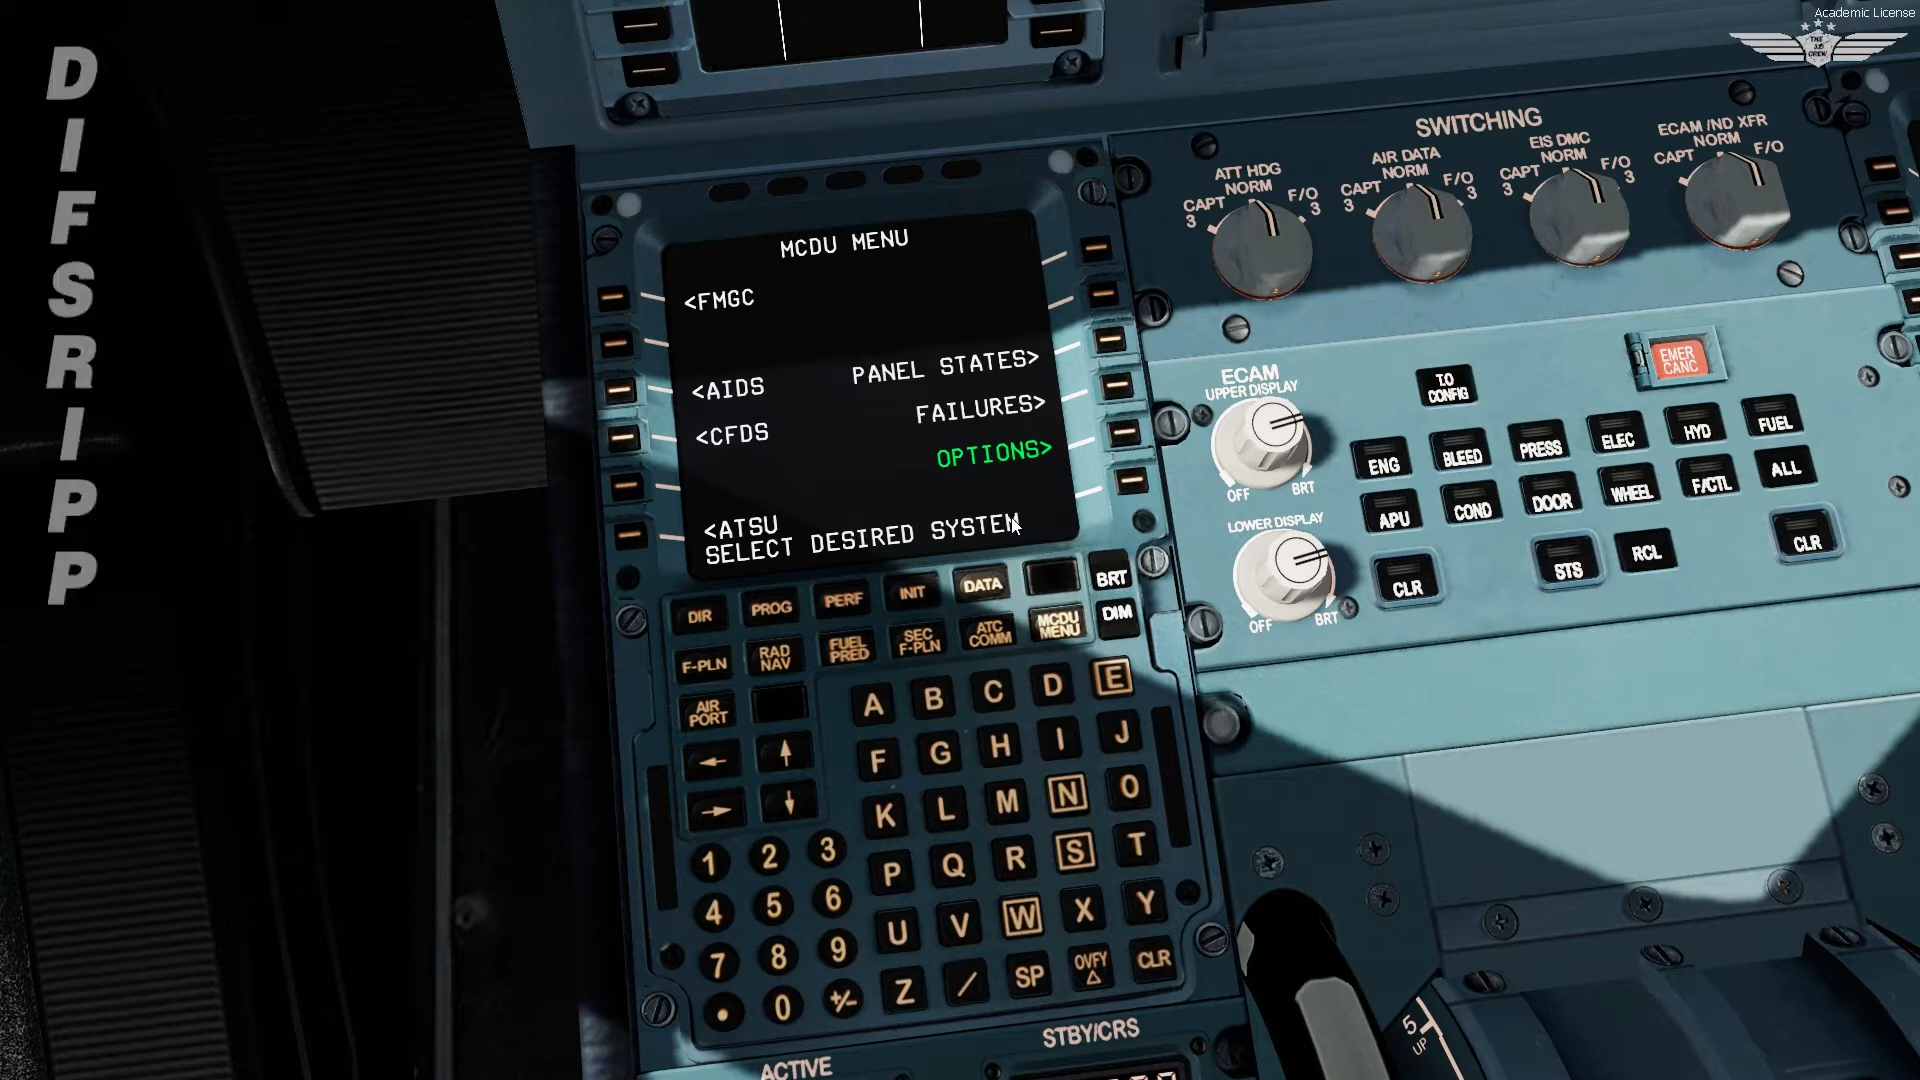 Academic License
THE
320
CREW
DIFSRIPP
MCDU MENU
<FMGC
PANEL STATES>
<AIDS
FAILURES>
<CFDS
OPTIONS>
<ATSU
SELECT DESIRED SYSTEM
DIR PROG PERF INIT DATA BRT
F-PLN RAD NAV FUEL PRED SEC F-PLN ATC COMM MCDU MENU DIM
AIR PORT
← ↑
→ ↓
A B C D E
F G H I J
K L M N O
P Q R S T
U V W X Y
Z / SP OVFY Δ CLR
1 2 3
4 5 6
7 8 9
. 0 +/-
SWITCHING
ATT HDG
NORM
CAPT 3 F/O 3
AIR DATA
NORM
CAPT 3 F/O 3
EIS DMC
NORM
CAPT 3 F/O 3
ECAM /ND XFR
NORM
CAPT F/O
ECAM
UPPER DISPLAY
OFF BRT
LOWER DISPLAY
OFF BRT
T.O CONFIG
EMER CANC
ENG BLEED PRESS ELEC HYD FUEL
APU COND DOOR WHEEL F/CTL ALL
CLR STS RCL CLR
ACTIVE
STBY/CRS
5
UP